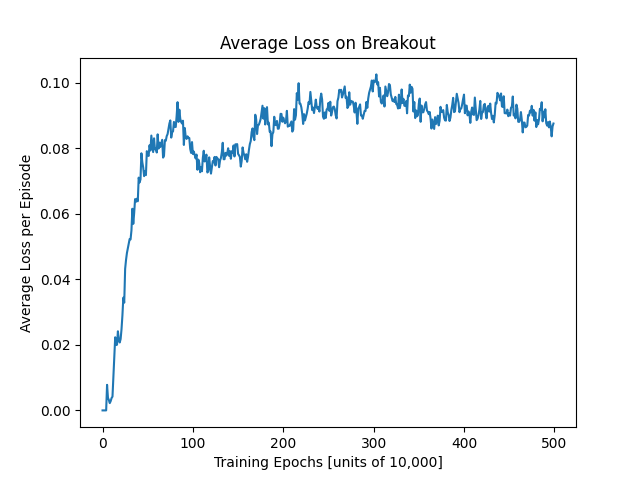 Average Loss on Breakout
Average Loss per Episode
0.10
0.08
0.06
0.04
0.02
0.00
0 100 200 300 400 500
Training Epochs [units of 10,000]